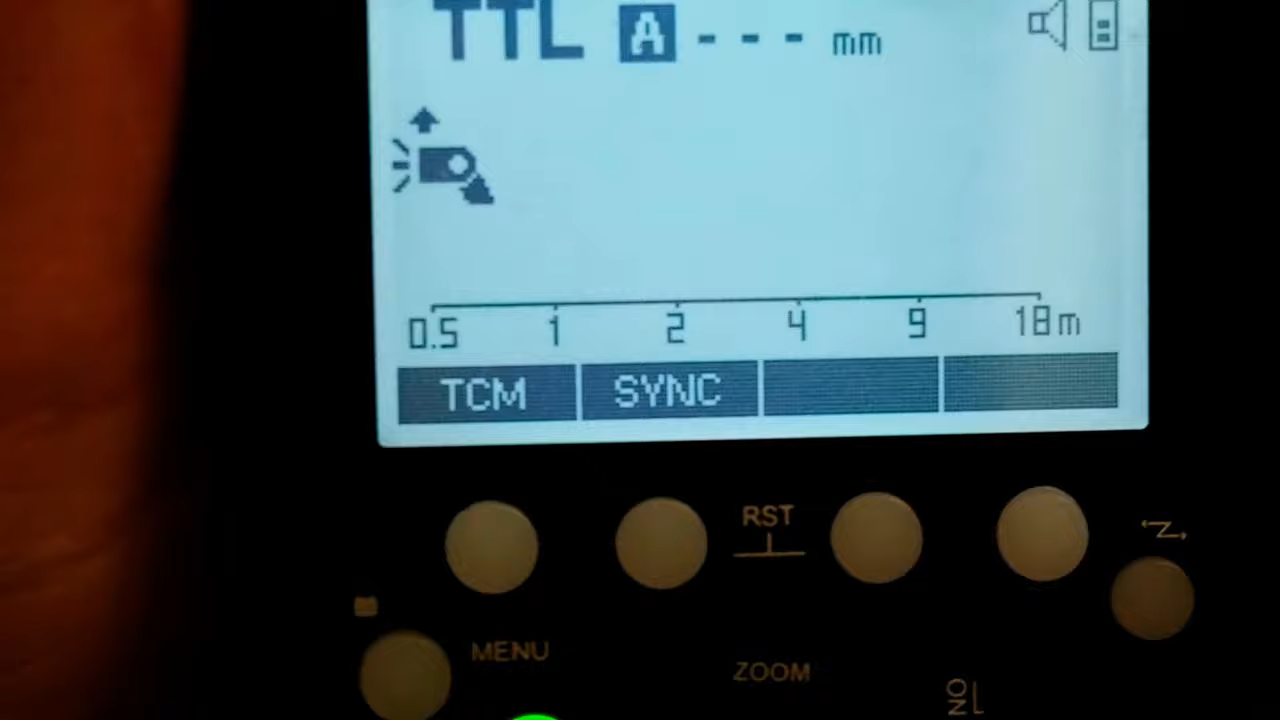 TTL A - - - mm
0.5 1 2 4 9 18m
TCM SYNC
RST
MENU
ZOOM
ON